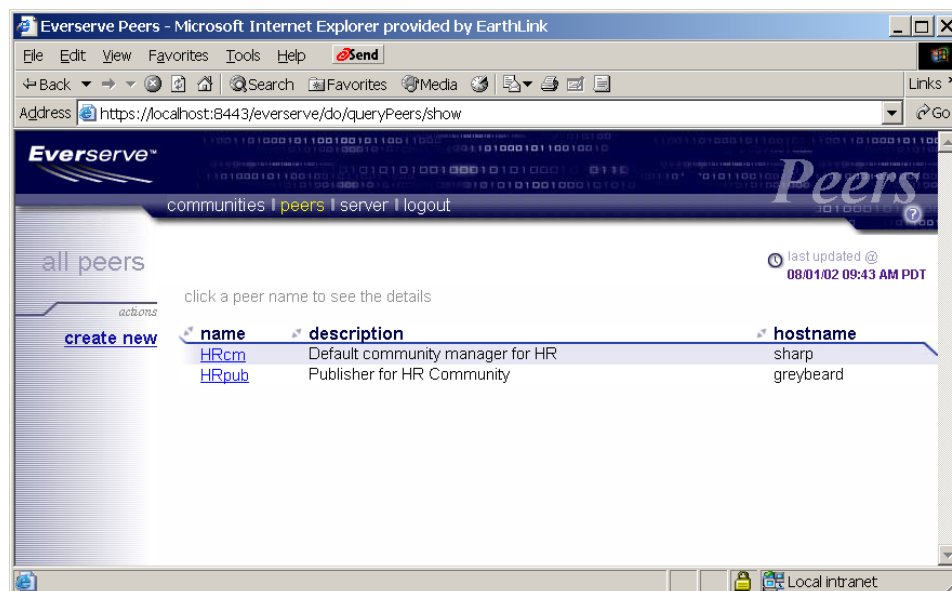 Everserve Peers - Microsoft Internet Explorer provided by EarthLink
File Edit View Favorites Tools Help Send
Back Search Favorites Media Links
Address https://localhost:8443/everserve/do/queryPeers/show Go
Everserve™
Peers
communities | peers | server | logout
all peers
last updated @
08/01/02 09:43 AM PDT
click a peer name to see the details
actions
create new
name description hostname
HRcm Default community manager for HR sharp
HRpub Publisher for HR Community greybeard
Local intranet